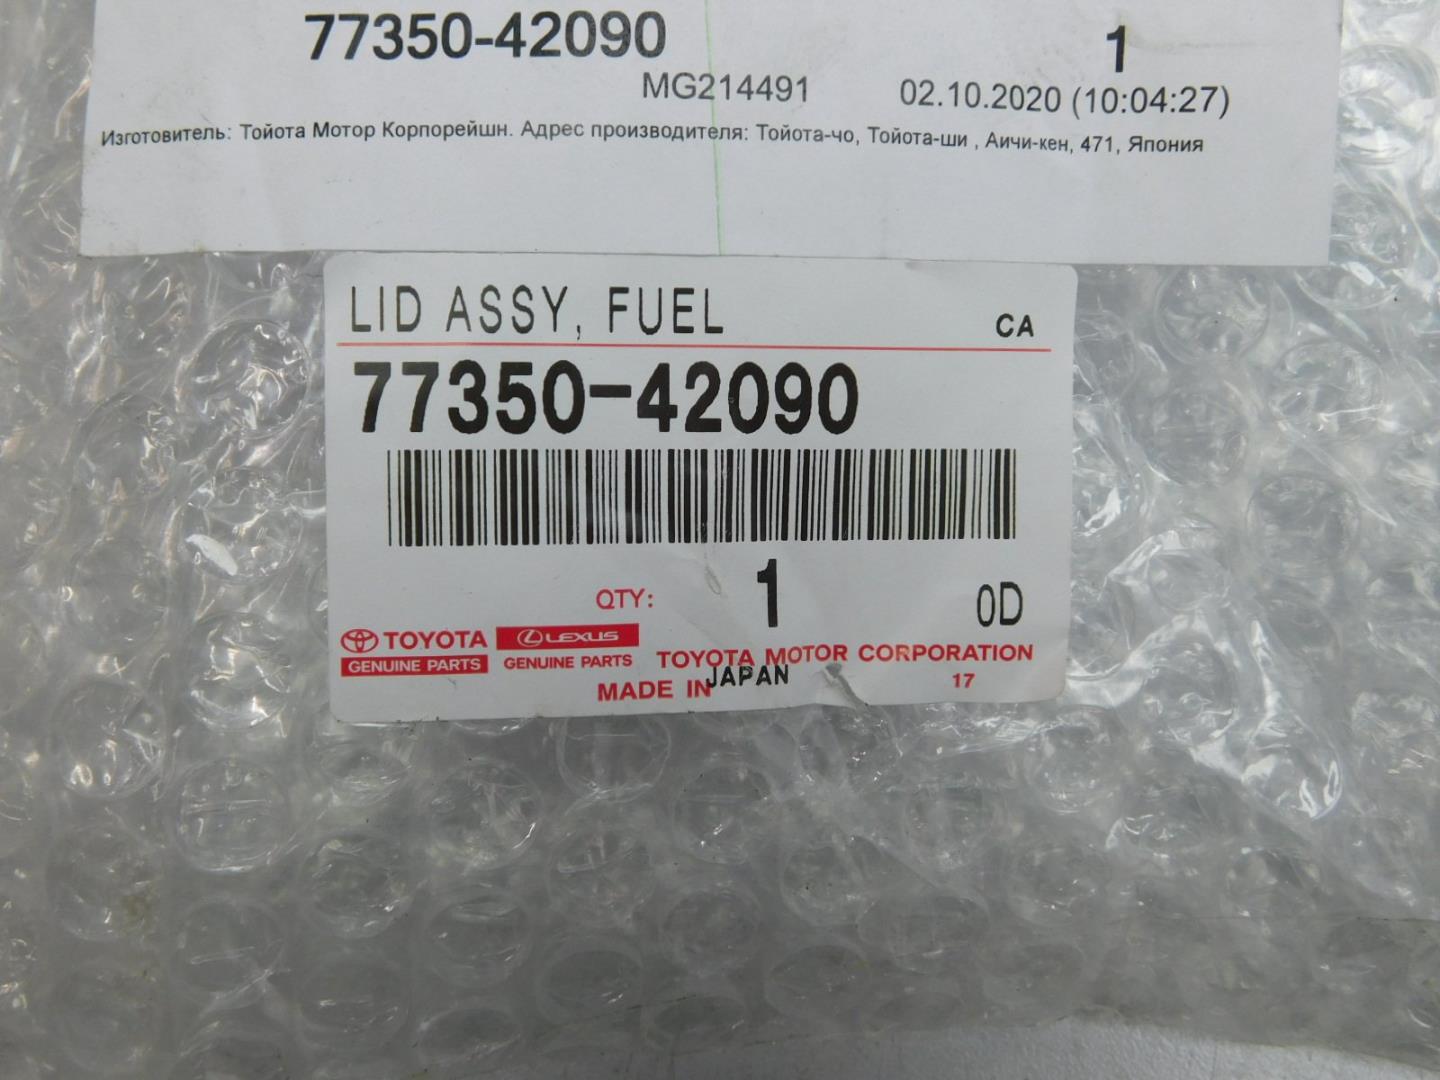 77350-42090 1
MG214491 02.10.2020 (10:04:27)
Изготовитель: Тойота Мотор Корпорейшн. Адрес производителя: Тойота-чо, Тойота-ши , Аичи-кен, 471, Япония
LID ASSY, FUEL CA
77350-42090
QTY: 1 0D
TOYOTA LEXUS
GENUINE PARTS GENUINE PARTS TOYOTA MOTOR CORPORATION
MADE IN JAPAN 17